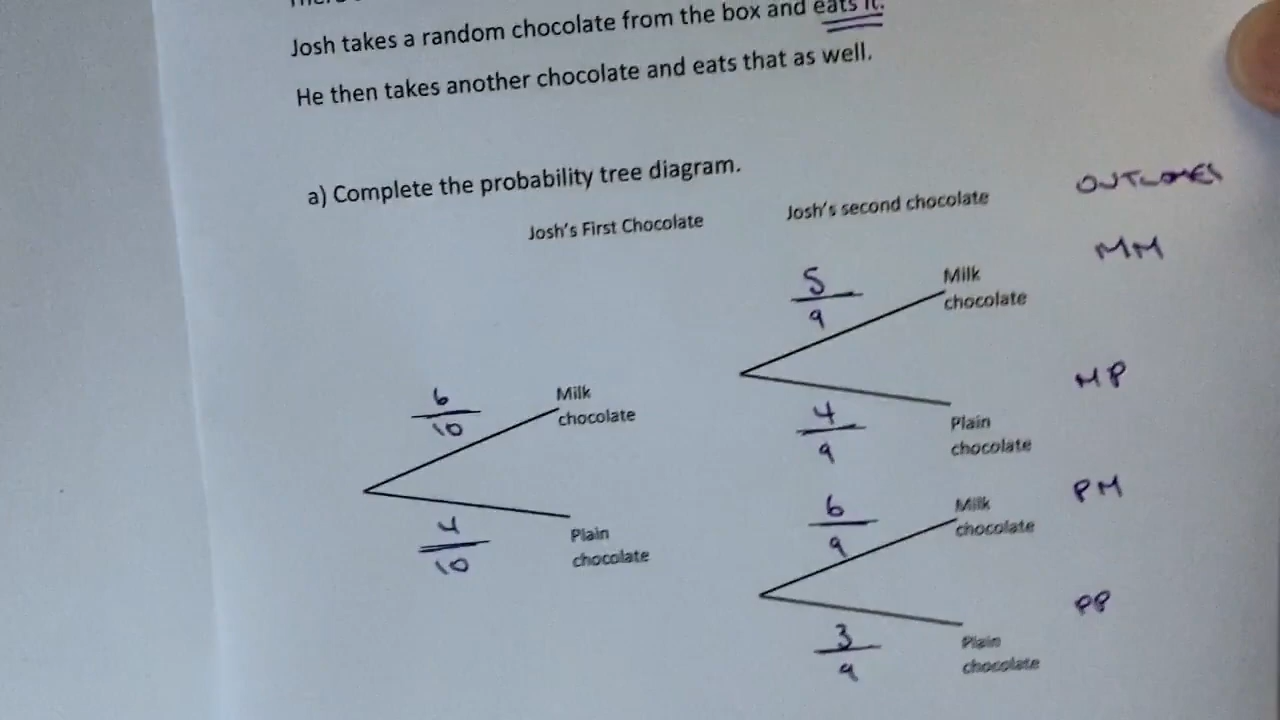 Josh takes a random chocolate from the box and eats it.
He then takes another chocolate and eats that as well.
a) Complete the probability tree diagram.
OUTCOMES
Josh's First Chocolate
Josh's second chocolate
MM
5
9
Milk
chocolate
MP
6
10
Milk
chocolate
4
9
Plain
chocolate
PM
6
9
Milk
chocolate
4
10
Plain
chocolate
PP
3
9
Plain
chocolate